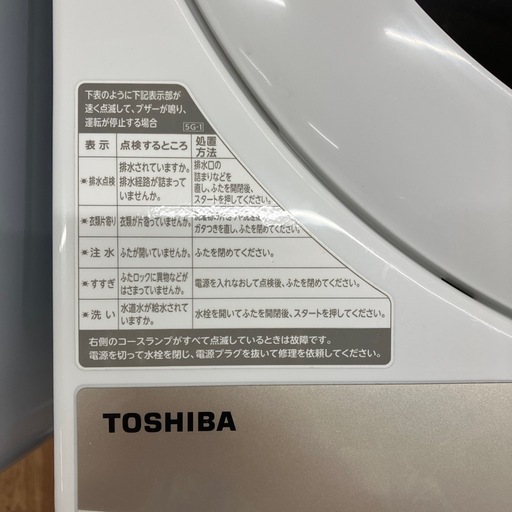 下表のように下記表示部が
速く点滅して、ブザーが鳴り、
運転が停止する場合 5G-1
表示 点検するところ 処置方法
※排水点検 排水されていますか。
排水経路が詰まって
いませんか。
排水口の
詰まりなどを
直し、ふたを開閉後、
スタートを押してください。
※衣類片寄り 衣類が片寄っていませんか。
ガタつきを直し、ふたを開閉後、
※注水 ふたが開いていませんか。 ふたを閉めてください。
※すすぎ ふたロックに異物などが
はさまっていませんか。
電源を入れなおして点検後、ふたを閉めてください。
※洗い 水道水が給水されて
いますか。
水栓を開いてふたを開閉後、スタートを押してください。
右側のコースランプがすべて点滅しているときは故障です。
電源を切って水栓を閉じ、電源プラグを抜いて修理を依頼してください。
TOSHIBA